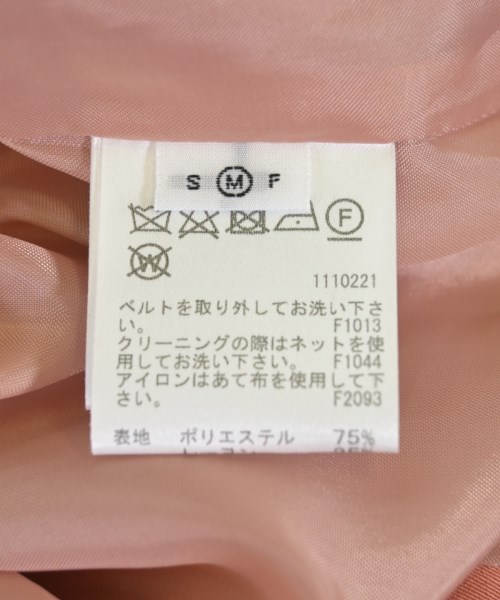 S M F
F
W
1110221
ベルトを取り外してお洗い下さ
い。 F1013
クリーニングの際はネットを使
用してお洗い下さい。 F1044
アイロンはあて布を使用して下
さい。 F2093
表地 ポリエステル 75%